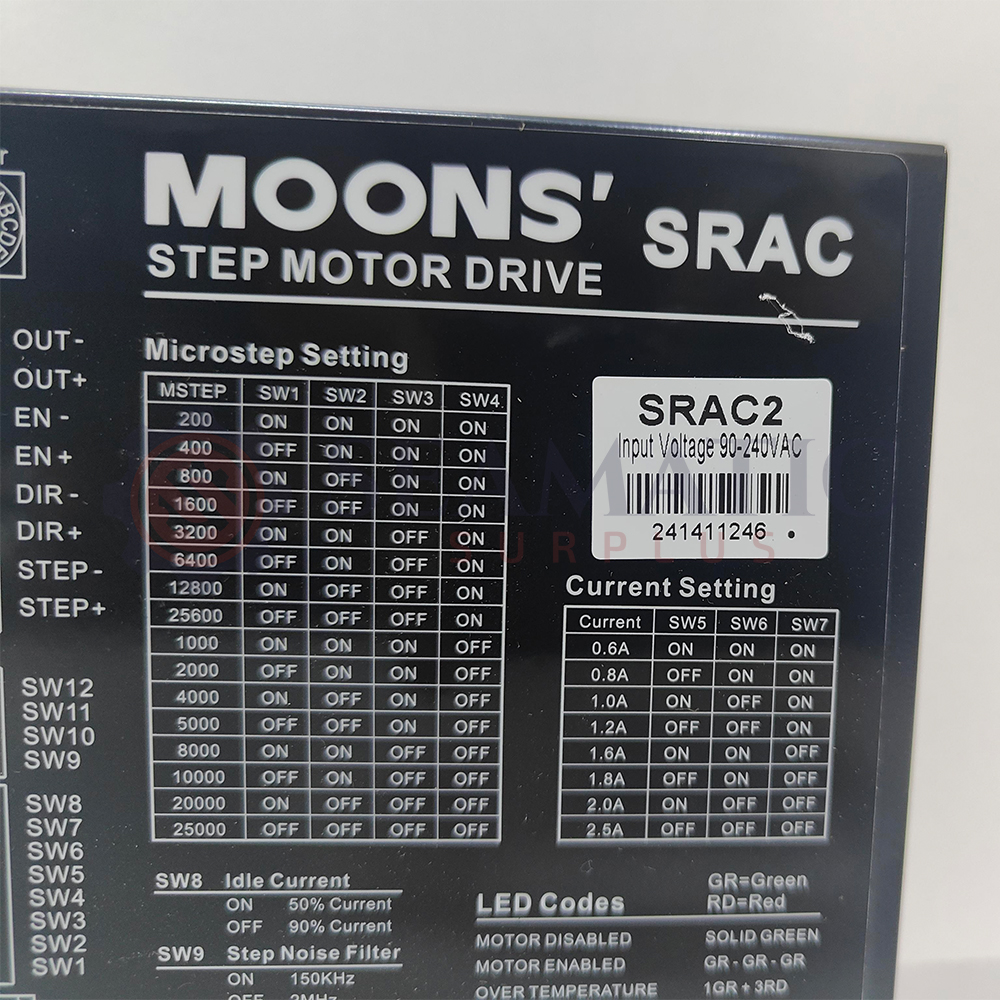 MOONS' SRAC
STEP MOTOR DRIVE
ABCD
OUT-
OUT+
EN -
EN +
DIR -
DIR +
STEP-
STEP+
SW12
SW11
SW10
SW9
SW8
SW7
SW6
SW5
SW4
SW3
SW2
SW1
Microstep Setting
MSTEP SW1 SW2 SW3 SW4
200 ON ON ON ON
400 OFF ON ON ON
800 ON OFF ON ON
1600 OFF OFF ON ON
3200 ON ON OFF ON
6400 OFF ON OFF ON
12800 ON OFF OFF ON
25600 OFF OFF OFF ON
1000 ON ON ON OFF
2000 OFF ON ON OFF
4000 ON OFF ON OFF
5000 OFF OFF ON OFF
8000 ON ON OFF OFF
10000 OFF ON OFF OFF
20000 ON OFF OFF OFF
25000 OFF OFF OFF OFF
SRAC2
Input Voltage 90-240VAC
241411246
SURPLUS
Current Setting
Current SW5 SW6 SW7
0.6A ON ON ON
0.8A OFF ON ON
1.0A ON OFF ON
1.2A OFF OFF ON
1.6A ON ON OFF
1.8A OFF ON OFF
2.0A ON OFF OFF
2.5A OFF OFF OFF
SW8 Idle Current
ON 50% Current
OFF 90% Current
SW9 Step Noise Filter
ON 150KHz
OFF 2MHz
LED Codes
GR=Green
RD=Red
MOTOR DISABLED SOLID GREEN
MOTOR ENABLED GR - GR - GR
OVER TEMPERATURE 1GR + 3RD